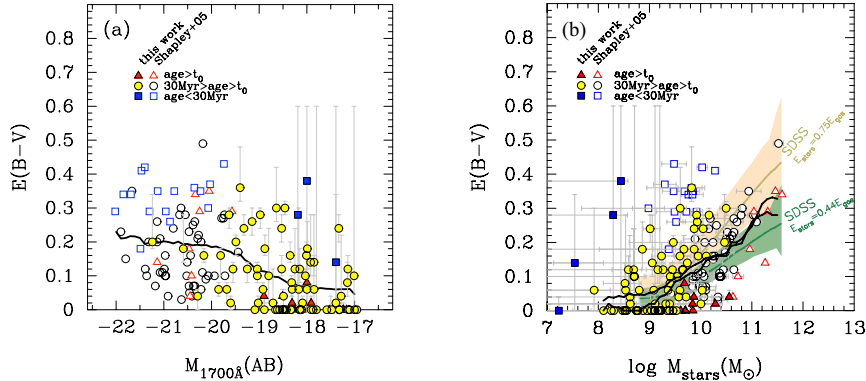 (a)
this work
Shapley+05
age>t₀
30Myr>age>t₀
age<30Myr
E(B−V)
0.8
0.7
0.6
0.5
0.4
0.3
0.2
0.1
0
−22 −21 −20 −19 −18 −17
M1700Å(AB)
(b)
this work
Shapley+05
age>t₀
30Myr>age>t₀
age<30Myr
SDSS
Estars=0.75Egas
SDSS
Estars=0.44Egas
E(B−V)
0.8
0.7
0.6
0.5
0.4
0.3
0.2
0.1
0
7 8 9 10 11 12 13
log Mstars(M⊙)